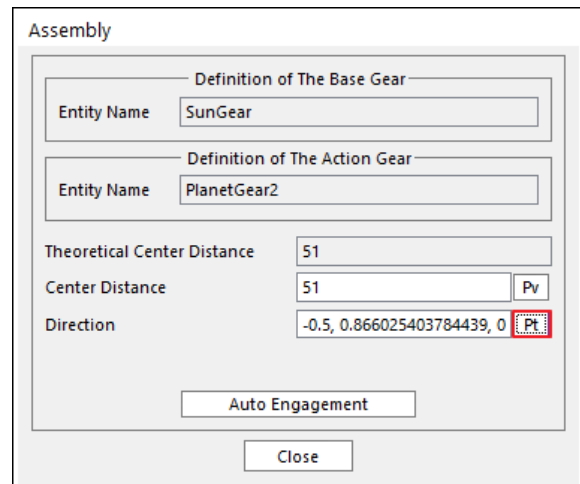 Assembly
Definition of The Base Gear
Entity Name SunGear
Definition of The Action Gear
Entity Name PlanetGear2
Theoretical Center Distance 51
Center Distance 51 Pv
Direction -0.5, 0.866025403784439, 0 Pt
Auto Engagement
Close